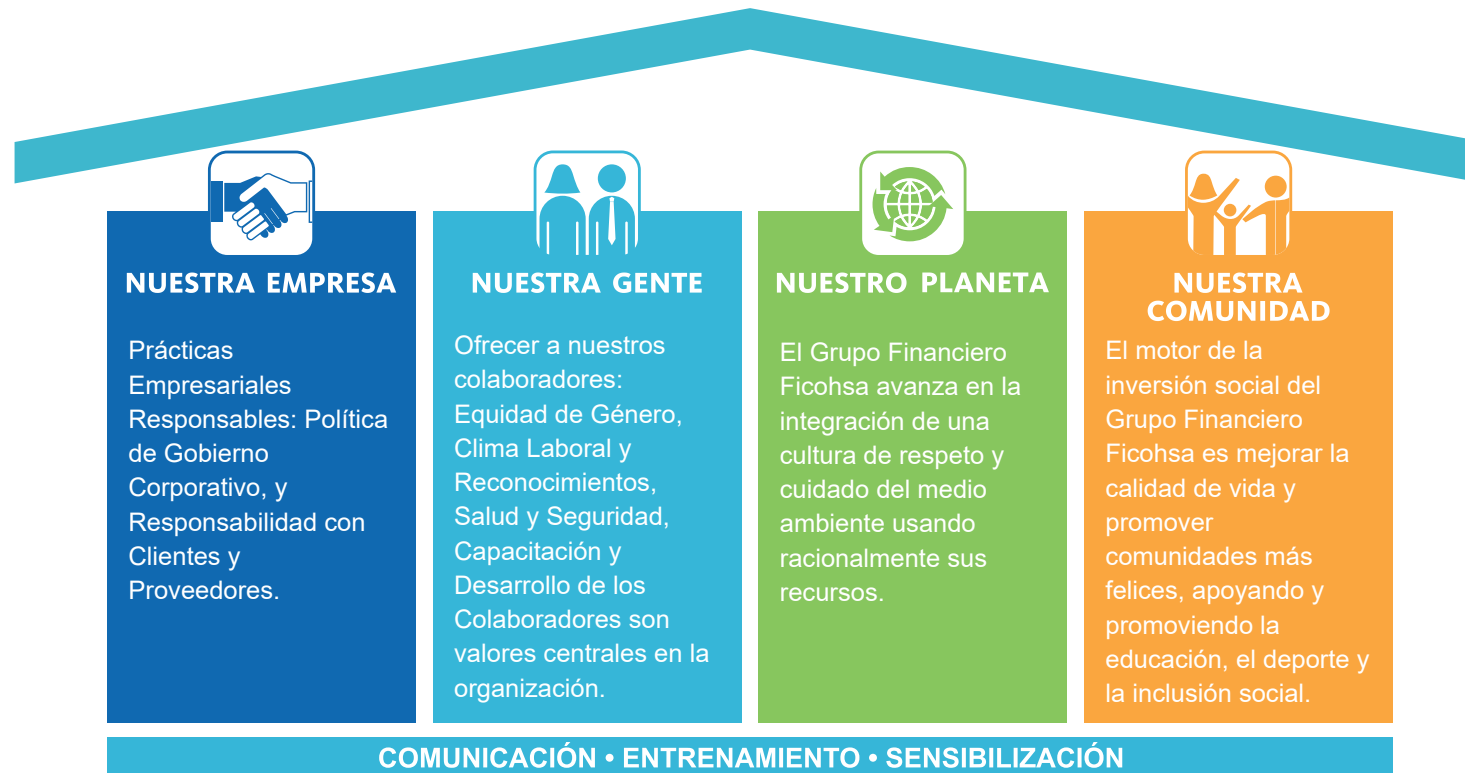 NUESTRA EMPRESA
Prácticas
Empresariales
Responsables: Política
de Gobierno
Corporativo, y
Responsabilidad con
Clientes y
Proveedores.
NUESTRA GENTE
Ofrecer a nuestros
colaboradores:
Equidad de Género,
Clima Laboral y
Reconocimientos,
Salud y Seguridad,
Capacitación y
Desarrollo de los
Colaboradores son
valores centrales en la
organización.
NUESTRO PLANETA
El Grupo Financiero
Ficohsa avanza en la
integración de una
cultura de respeto y
cuidado del medio
ambiente usando
racionalmente sus
recursos.
NUESTRA
COMUNIDAD
El motor de la
inversión social del
Grupo Financiero
Ficohsa es mejorar la
calidad de vida y
promover
comunidades más
felices, apoyando y
promoviendo la
educación, el deporte y
la inclusión social.
COMUNICACIÓN • ENTRENAMIENTO • SENSIBILIZACIÓN